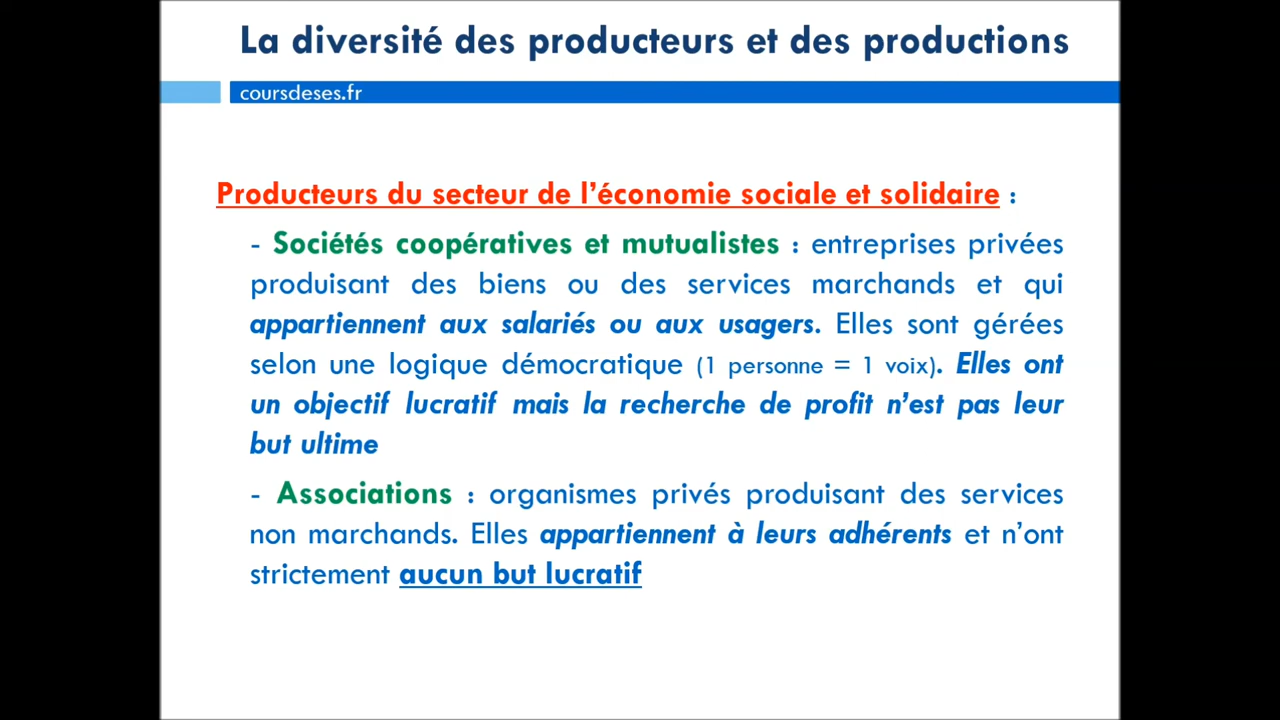 La diversité des producteurs et des productions
coursdeses.fr
Producteurs du secteur de l’économie sociale et solidaire :
- Sociétés coopératives et mutualistes : entreprises privées
produisant des biens ou des services marchands et qui
appartiennent aux salariés ou aux usagers. Elles sont gérées
selon une logique démocratique (1 personne = 1 voix). Elles ont
un objectif lucratif mais la recherche de profit n’est pas leur
but ultime
- Associations : organismes privés produisant des services
non marchands. Elles appartiennent à leurs adhérents et n’ont
strictement aucun but lucratif